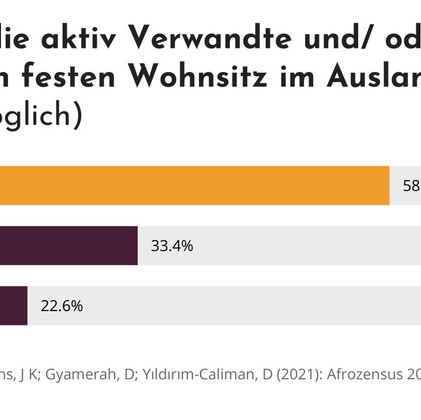 die aktiv Verwandte und/ od
festen Wohnsitz im Auslan
öglich)
58
33.4%
22.6%
J K; Gyamerah, D; Yıldırım-Caliman, D (2021): Afrozensus 20